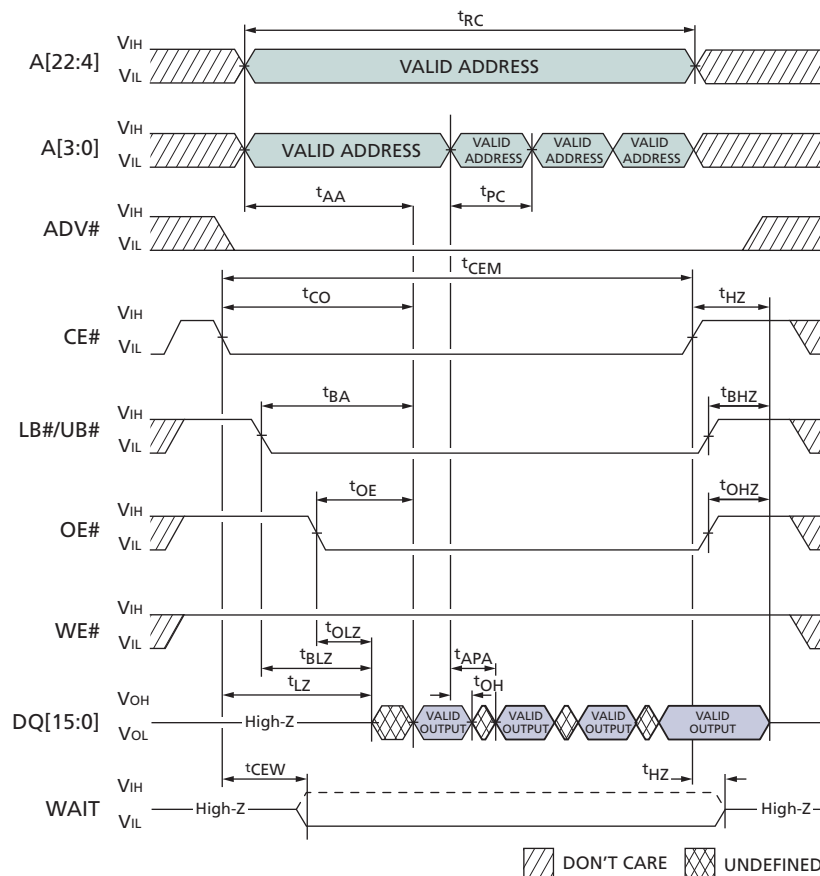 tRC
VIH
A[22:4]
VALID ADDRESS
VIL
VIH
A[3:0]
VALID ADDRESS
VALID ADDRESS
VALID ADDRESS
VALID ADDRESS
VIL
tAA
tPC
VIH
ADV#
VIL
tCEM
tCO
tHZ
VIH
CE#
VIL
tBA
tBHZ
VIH
LB#/UB#
VIL
tOE
tOHZ
VIH
OE#
VIL
VIH
WE#
VIL
tOLZ
tBLZ
tAPA
tLZ
tOH
VOH
DQ[15:0]
High-Z
VALID OUTPUT
VALID OUTPUT
VALID OUTPUT
VALID OUTPUT
VOL
tCEW
tHZ
VIH
WAIT
High-Z
High-Z
VIL
DON'T CARE
UNDEFINED